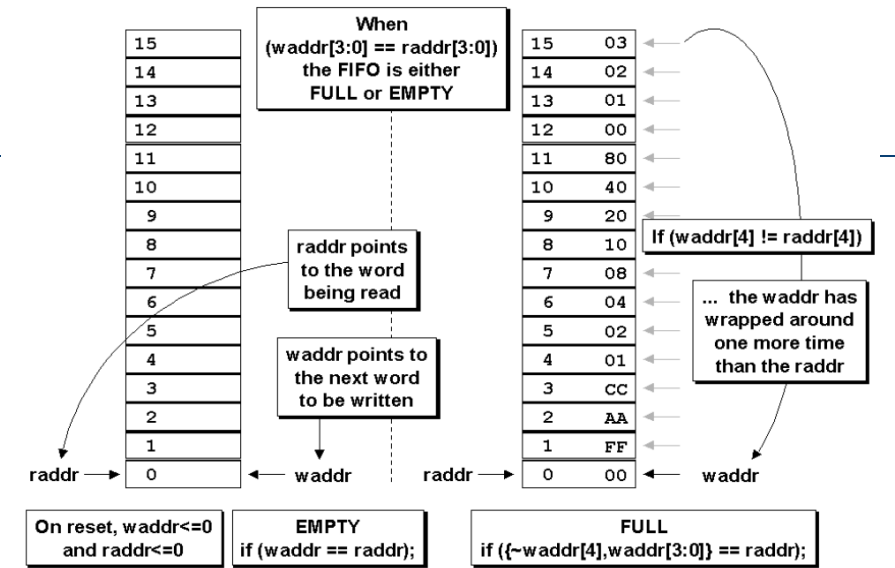 When
(waddr[3:0] == raddr[3:0])
the FIFO is either
FULL or EMPTY
15
14
13
12
11
10
9
8
7
6
5
4
3
2
1
0
raddr points
to the word
being read
waddr points to
the next word
to be written
raddr
waddr
15 03
14 02
13 01
12 00
11 80
10 40
9 20
8 10
7 08
6 04
5 02
4 01
3 CC
2 AA
1 FF
0 00
If (waddr[4] != raddr[4])
... the waddr has
wrapped around
one more time
than the raddr
raddr
waddr
On reset, waddr<=0
and raddr<=0
EMPTY
if (waddr == raddr);
FULL
if ({~waddr[4],waddr[3:0]} == raddr);